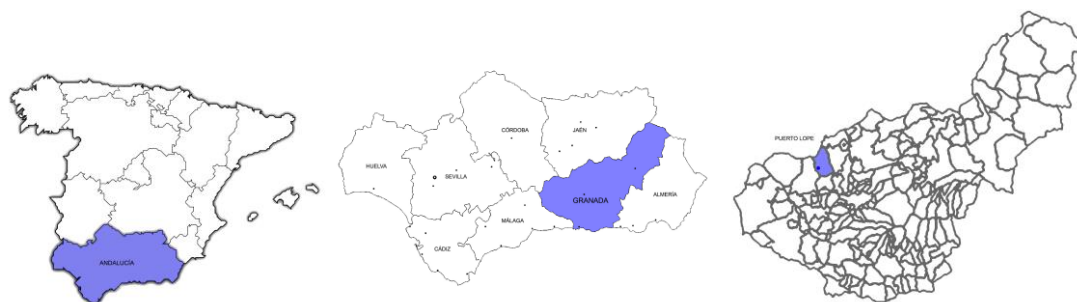 ANDALUCÍA
CÓRDOBA
JAÉN
HUELVA
SEVILLA
GRANADA
ALMERÍA
MÁLAGA
CÁDIZ
PUERTO LOPE